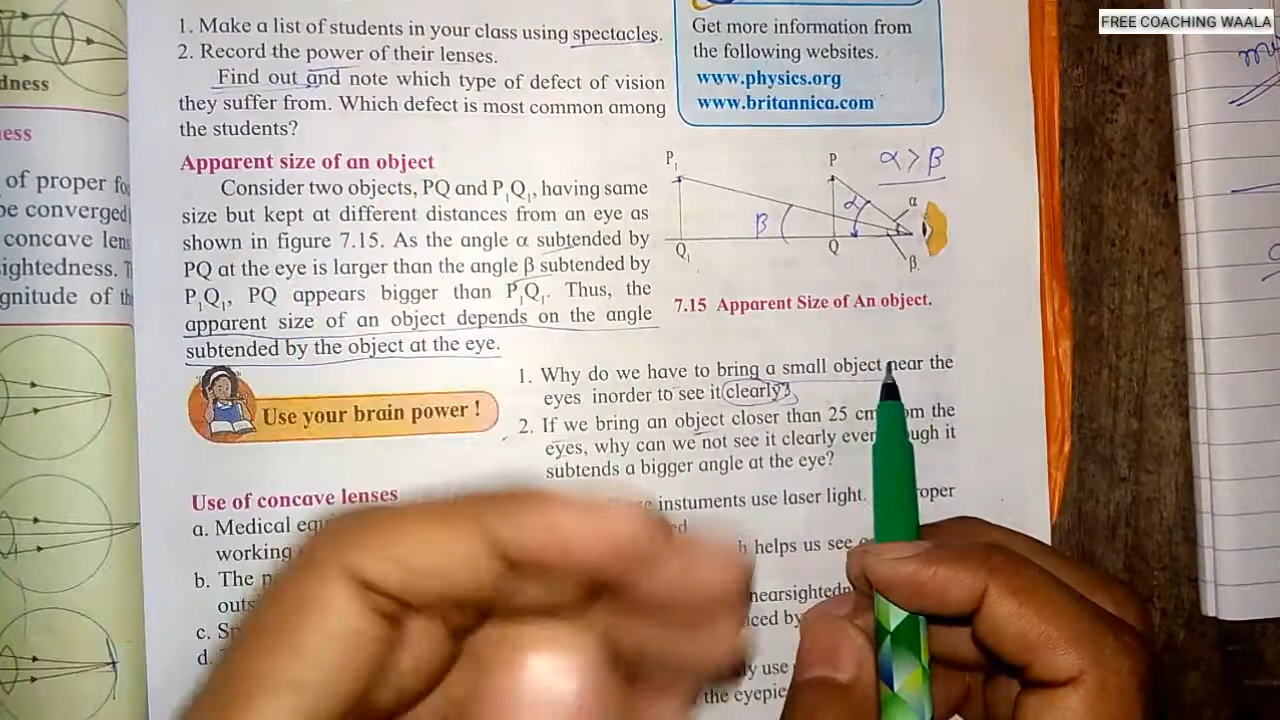 FREE COACHING WAALA
1. Make a list of students in your class using spectacles.
2. Record the power of their lenses.
Find out and note which type of defect of vision
they suffer from. Which defect is most common among
the students?
Get more information from
the following websites.
www.physics.org
www.britannica.com
Apparent size of an object
Consider two objects, PQ and P₁Q₁, having same
size but kept at different distances from an eye as
shown in figure 7.15. As the angle α subtended by
PQ at the eye is larger than the angle β subtended by
P₁Q₁, PQ appears bigger than P₁Q₁. Thus, the
apparent size of an object depends on the angle
subtended by the object at the eye.
P₁
P
α > β
α
β
α
Q₁
Q
β
7.15 Apparent Size of An object.
Use your brain power !
1. Why do we have to bring a small object near the
eyes inorder to see it clearly?
2. If we bring an object closer than 25 cm from the
eyes, why can we not see it clearly even though it
subtends a bigger angle at the eye?
Use of concave lenses
a. Medical
working
b. The
c.
d.
instuments use laser light.
helps us see
use
the
dness
ess
of proper
be converged
concave lens
ightedness.
gnitude of